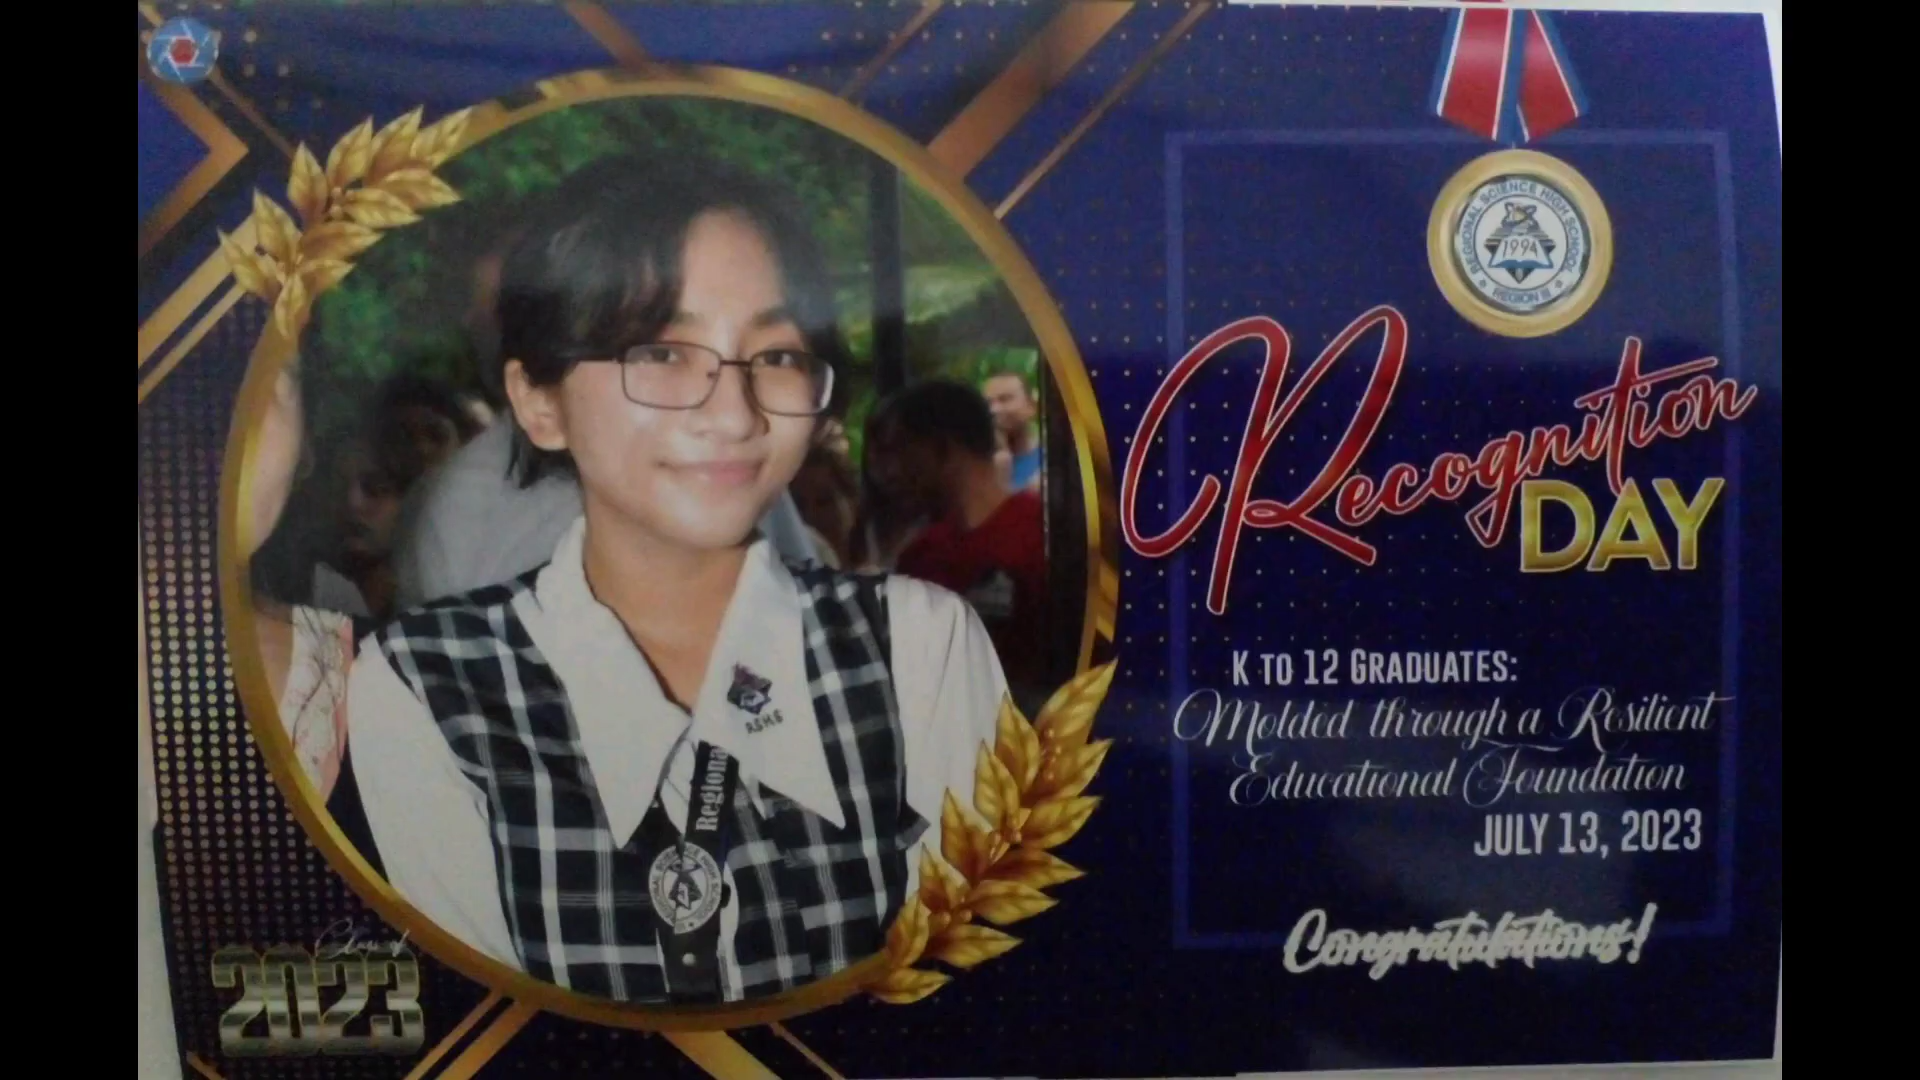 REGIONAL SCIENCE HIGH SCHOOL
1994
REGION III
Recognition
DAY
K TO 12 GRADUATES:
Molded through a Resilient
Educational Foundation
JULY 13, 2023
Congratulations!
RSHS
Regional
Class of
2023